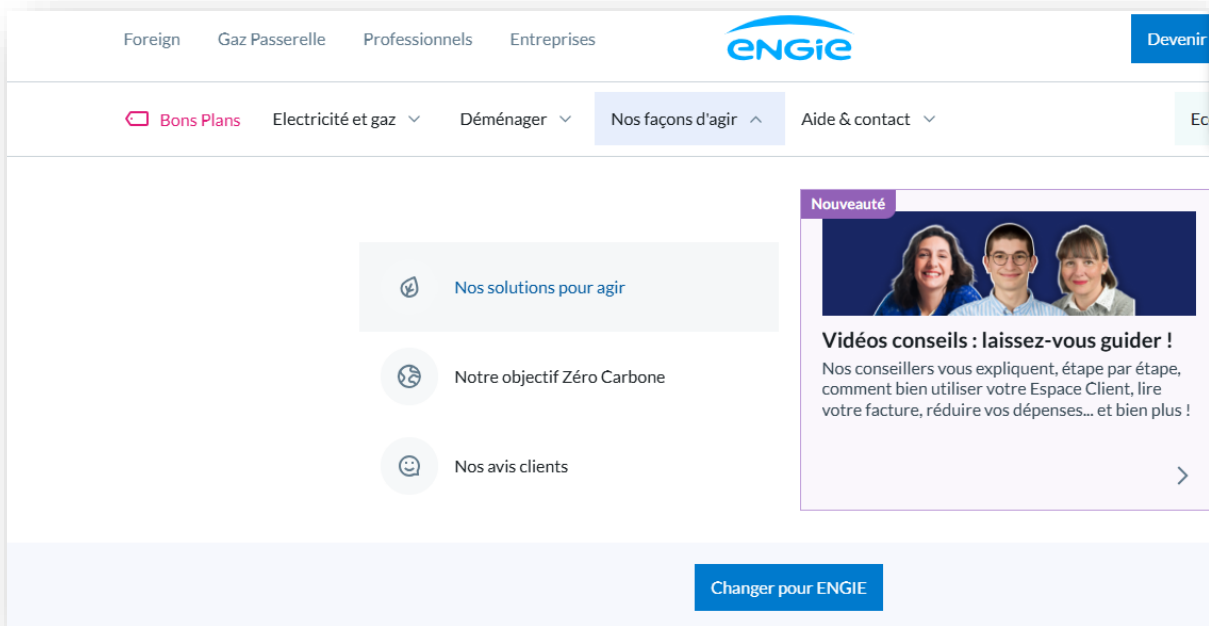 Foreign Gaz Passerelle Professionnels Entreprises ENGIE Devenir
Bons Plans Electricité et gaz Déménager Nos façons d'agir Aide & contact
Nouveauté
Nos solutions pour agir
Vidéos conseils : laissez-vous guider !
Nos conseillers vous expliquent, étape par étape,
comment bien utiliser votre Espace Client, lire
votre facture, réduire vos dépenses... et bien plus !
Notre objectif Zéro Carbone
Nos avis clients
Changer pour ENGIE